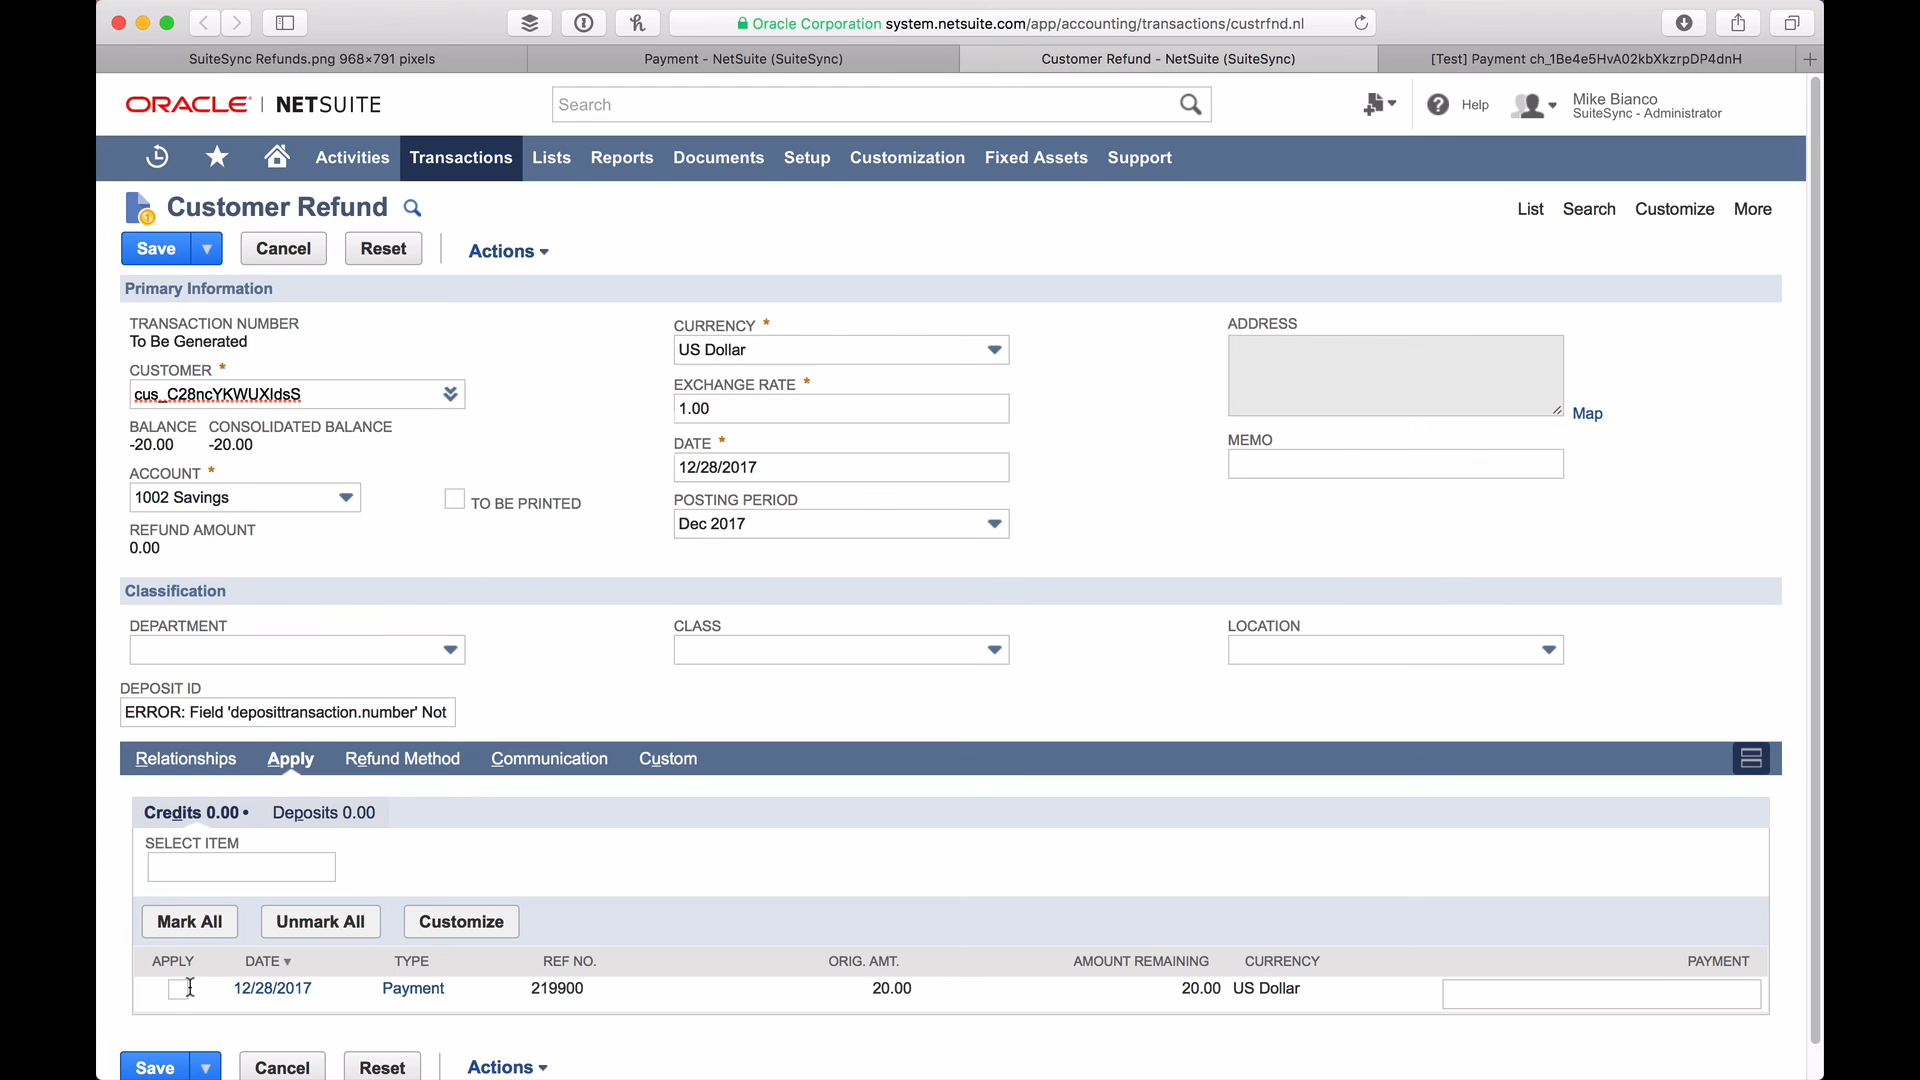 Oracle Corporation system.netsuite.com/app/accounting/transactions/custrfnd.nl
SuiteSync Refunds.png 968×791 pixels
Payment - NetSuite (SuiteSync)
Customer Refund - NetSuite (SuiteSync)
[Test] Payment ch_1Be4e5HvA02kbXkzrpDP4dnH
ORACLE | NETSUITE
Search
Help
Mike Bianco
SuiteSync - Administrator
Activities Transactions Lists Reports Documents Setup Customization Fixed Assets Support
Customer Refund
List Search Customize More
Save Cancel Reset Actions
Primary Information
TRANSACTION NUMBER
To Be Generated
CUSTOMER *
cus_C28ncYKWUXIdsS
BALANCE CONSOLIDATED BALANCE
-20.00 -20.00
ACCOUNT *
1002 Savings
TO BE PRINTED
REFUND AMOUNT
0.00
CURRENCY *
US Dollar
EXCHANGE RATE *
1.00
DATE *
12/28/2017
POSTING PERIOD
Dec 2017
ADDRESS
Map
MEMO
Classification
DEPARTMENT
CLASS
LOCATION
DEPOSIT ID
ERROR: Field 'deposittransaction.number' Not
Relationships Apply Refund Method Communication Custom
Credits 0.00 • Deposits 0.00
SELECT ITEM
Mark All Unmark All Customize
APPLY DATE TYPE REF NO. ORIG. AMT. AMOUNT REMAINING CURRENCY PAYMENT
12/28/2017 Payment 219900 20.00 20.00 US Dollar
Save Cancel Reset Actions